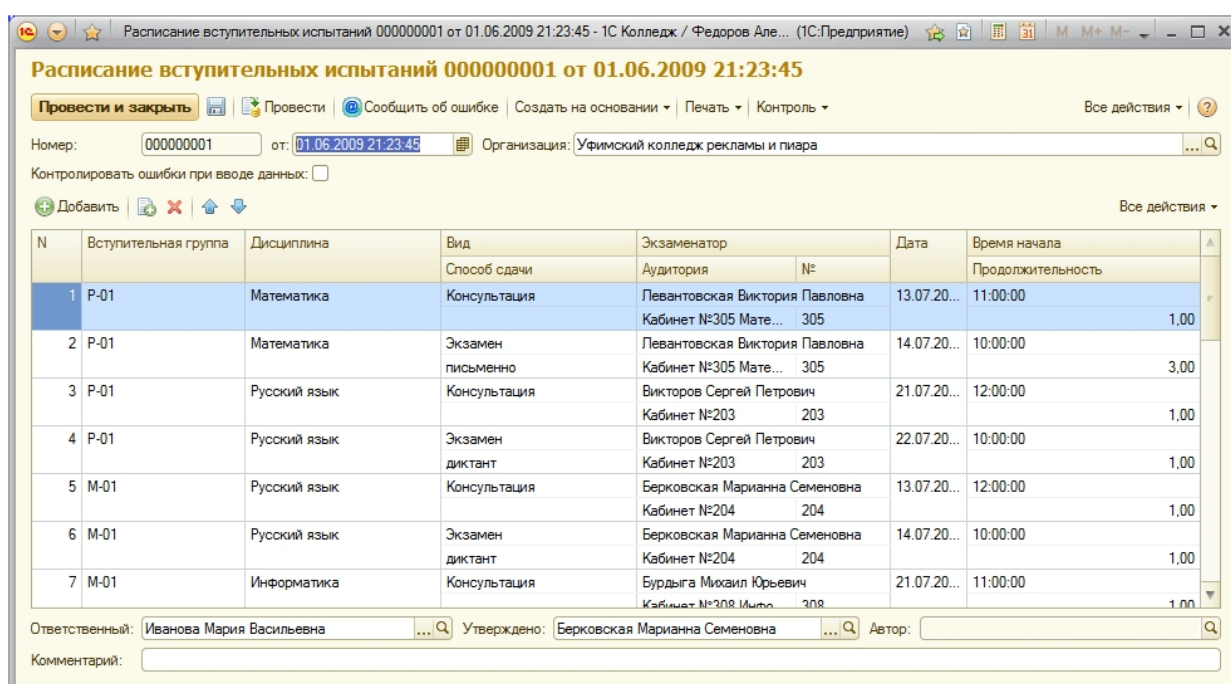 Расписание вступительных испытаний 000000001 от 01.06.2009 21:23:45 - 1С Колледж / Федоров Але... (1С:Предприятие) M M+ M-
Расписание вступительных испытаний 000000001 от 01.06.2009 21:23:45
Провести и закрыть Провести Сообщить об ошибке Создать на основании Печать Контроль Все действия
Номер: 000000001 от: 01.06.2009 21:23:45 Организация: Уфимский колледж рекламы и пиара
Контролировать ошибки при вводе данных:
Добавить Все действия
N Вступительная группа Дисциплина Вид Экзаменатор Дата Время начала
Способ сдачи Аудитория № Продолжительность
1 Р-01 Математика Консультация Левантовская Виктория Павловна 13.07.20... 11:00:00
Кабинет №305 Мате... 305 1,00
2 Р-01 Математика Экзамен Левантовская Виктория Павловна 14.07.20... 10:00:00
письменно Кабинет №305 Мате... 305 3,00
3 Р-01 Русский язык Консультация Викторов Сергей Петрович 21.07.20... 12:00:00
Кабинет №203 203 1,00
4 Р-01 Русский язык Экзамен Викторов Сергей Петрович 22.07.20... 10:00:00
диктант Кабинет №203 203 1,00
5 М-01 Русский язык Консультация Берковская Марианна Семеновна 13.07.20... 12:00:00
Кабинет №204 204 1,00
6 М-01 Русский язык Экзамен Берковская Марианна Семеновна 14.07.20... 10:00:00
диктант Кабинет №204 204 1,00
7 М-01 Информатика Консультация Бурдыга Михаил Юрьевич 21.07.20... 11:00:00
Кабинет №308 Инфо... 308 1,00
Ответственный: Иванова Мария Васильевна ... Утверждено: Берковская Марианна Семеновна ... Автор:
Комментарий: